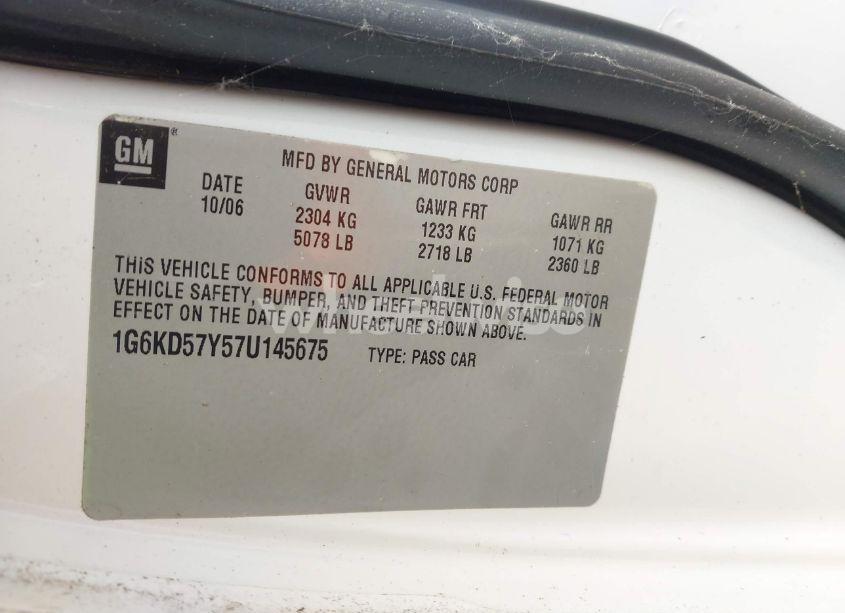 GM ®
MFD BY GENERAL MOTORS CORP
DATE GVWR GAWR FRT GAWR RR
10/06 2304 KG 1233 KG 1071 KG
5078 LB 2718 LB 2360 LB
THiS VEHICLE CONFORMS TO ALL APPLICABLE U.S. FEDERAL MOTOR
VEHICLE SAFETY, BUMPER, AND THEFT PREVENTION STANDARDS IN
EFFECT ON THE DATE OF MANUFACTURE SHOWN ABOVE.
1G6KD57Y57U145675 TYPE: PASS CAR